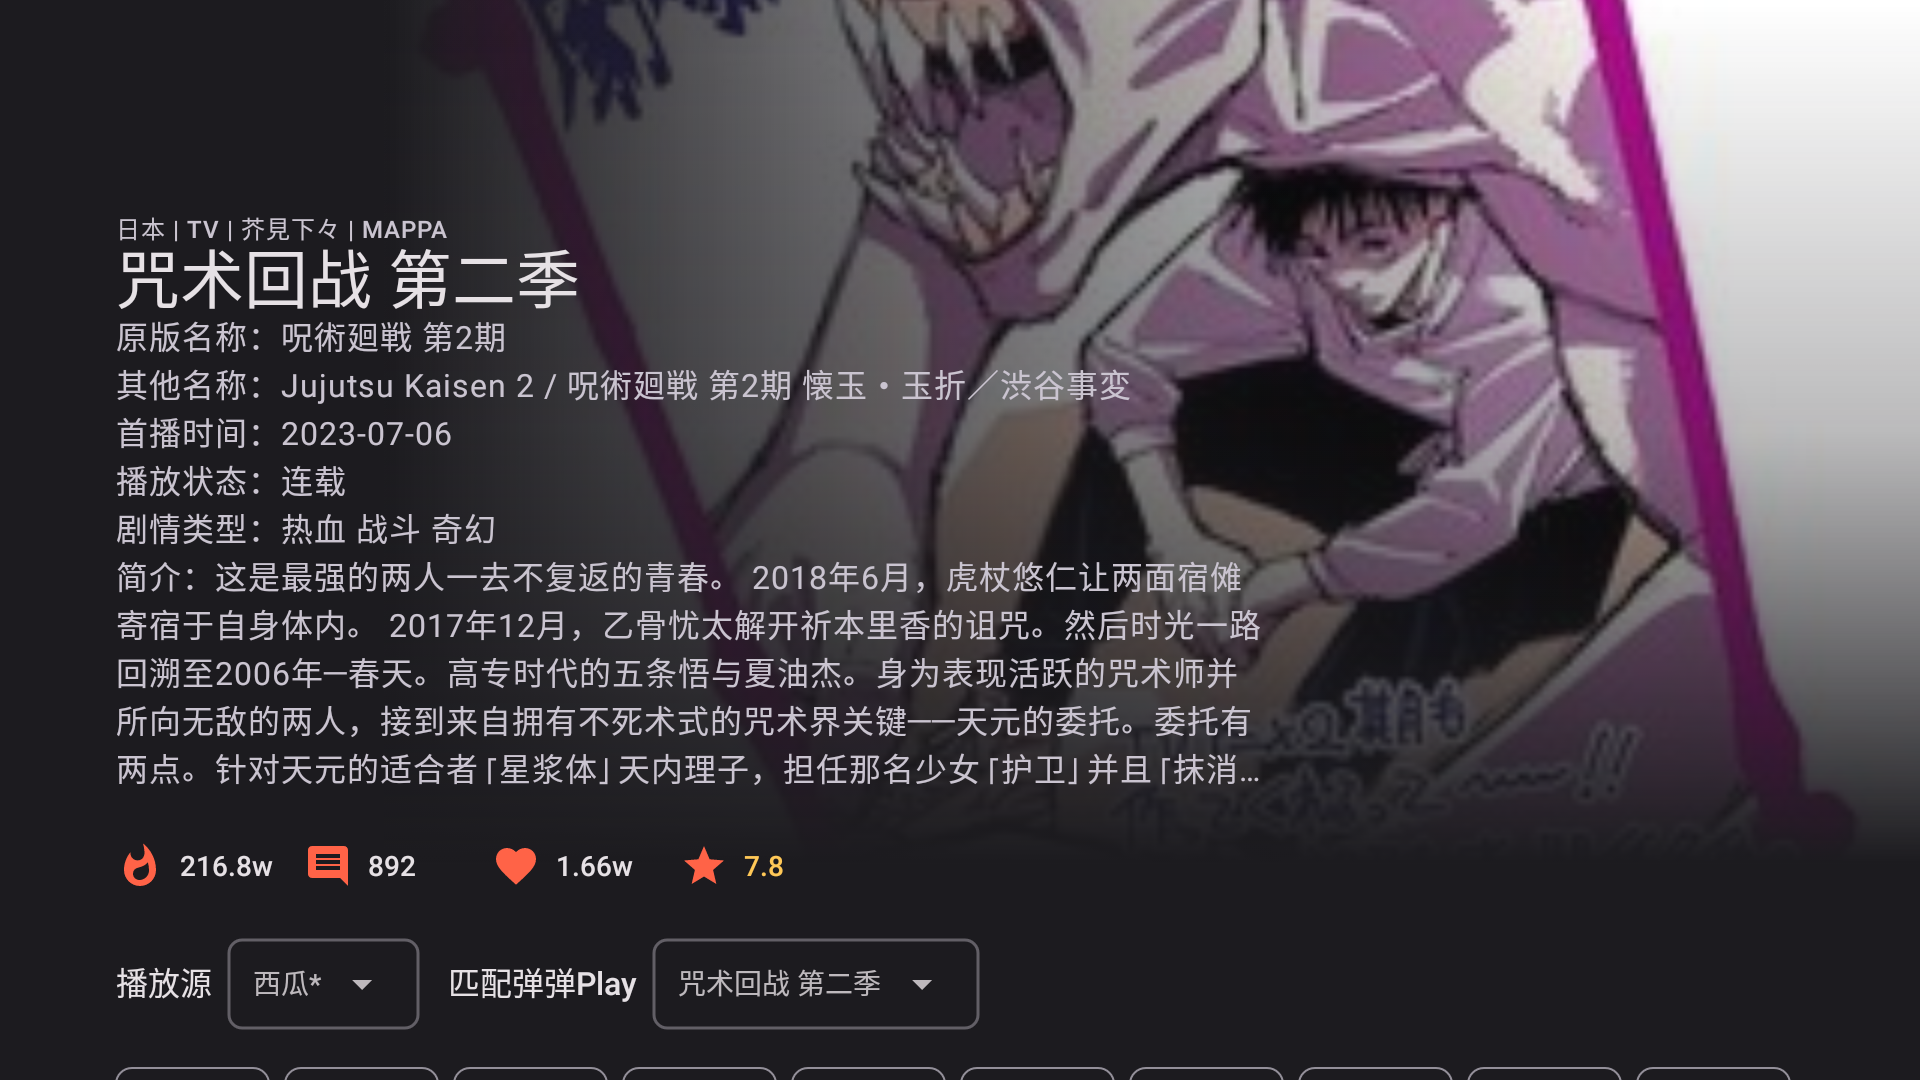 日本 | TV | 芥見下々 | MAPPA
咒术回战 第二季
原版名称：呪術廻戦 第2期
其他名称：Jujutsu Kaisen 2 / 呪術廻戦 第2期 懐玉・玉折／渋谷事変
首播时间：2023-07-06
播放状态：连载
剧情类型：热血 战斗 奇幻
简介：这是最强的两人一去不复返的青春。 2018年6月，虎杖悠仁让两面宿傩
寄宿于自身体内。 2017年12月，乙骨忧太解开祈本里香的诅咒。然后时光一路
回溯至2006年─春天。高专时代的五条悟与夏油杰。身为表现活跃的咒术师并
所向无敌的两人，接到来自拥有不死术式的咒术界关键──天元的委托。委托有
两点。针对天元的适合者「星浆体」天内理子，担任那名少女「护卫」并且「抹消…
216.8w 892 1.66w 7.8
播放源 西瓜* 匹配弹弹Play 咒术回战 第二季